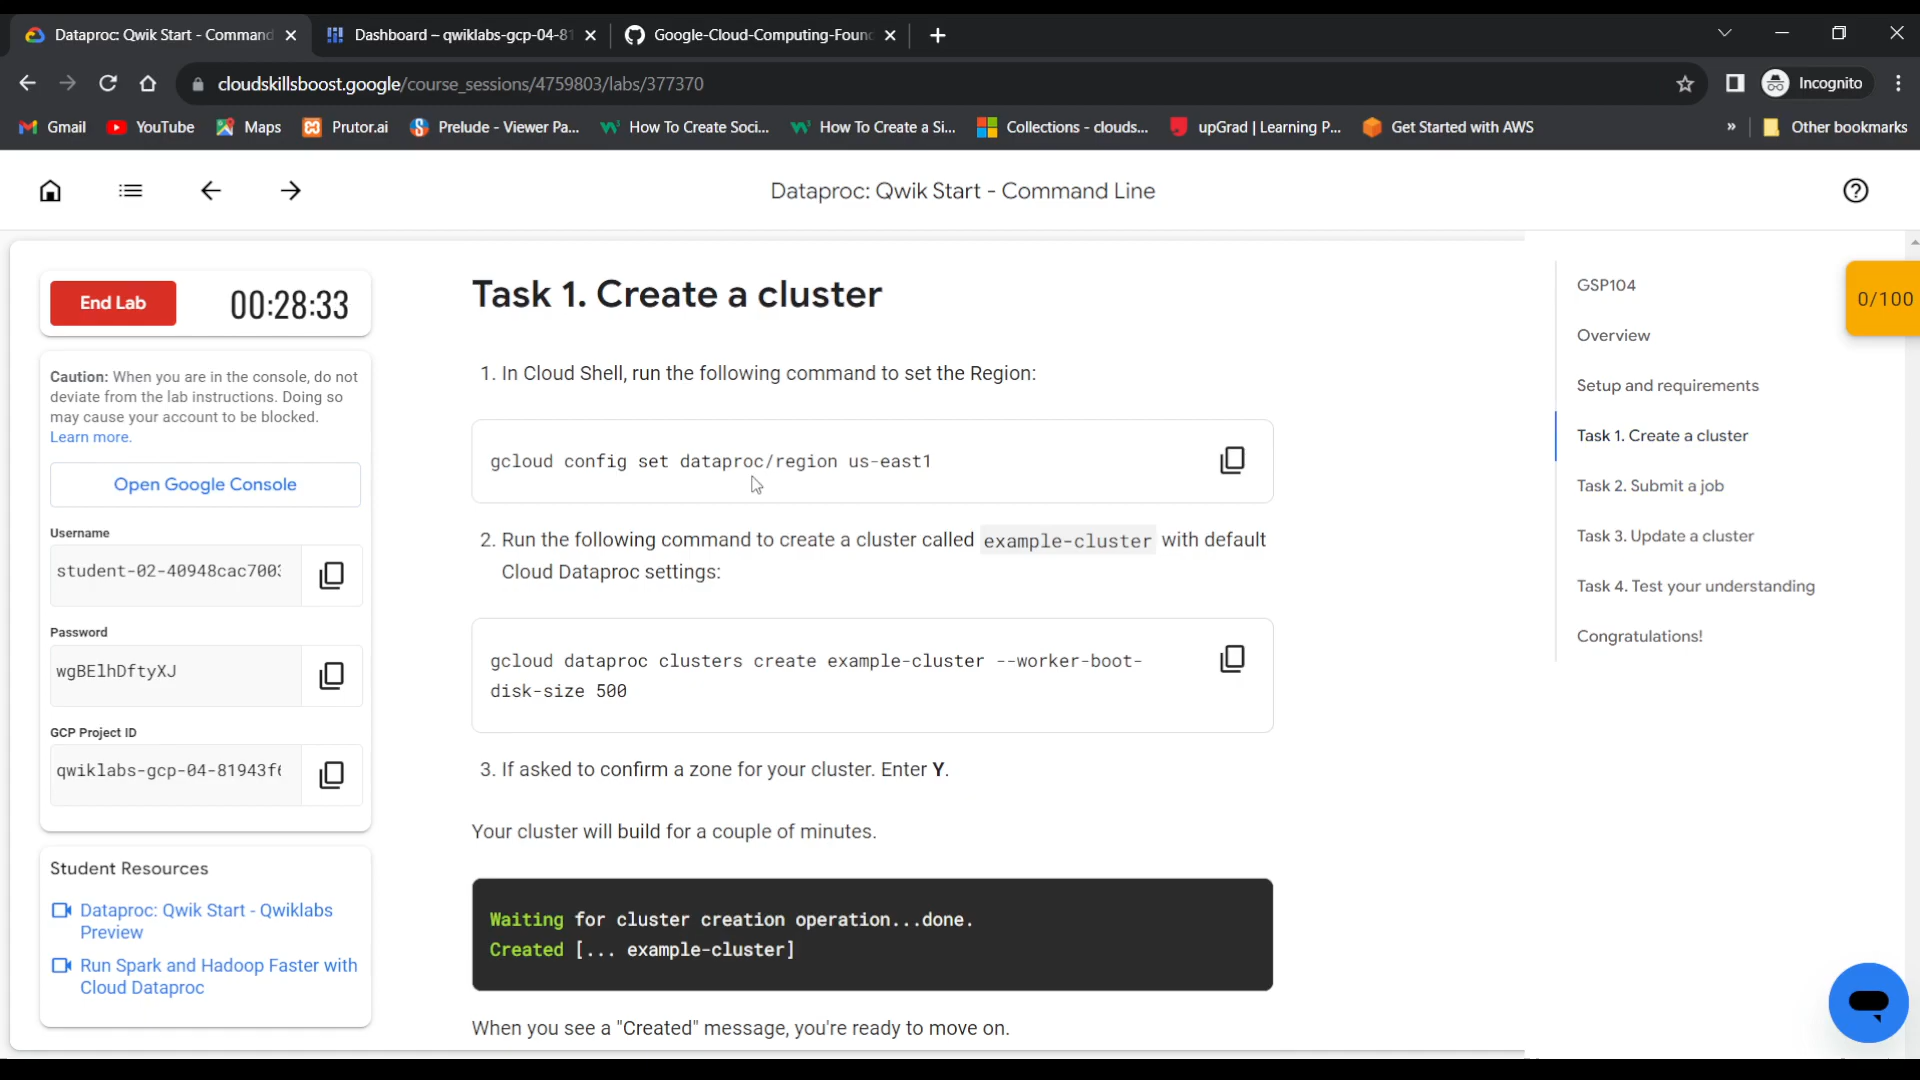 Dataproc: Qwik Start - Command
Dashboard – qwiklabs-gcp-04-81
Google-Cloud-Computing-Foun
cloudskillsboost.google/course_sessions/4759803/labs/377370
Incognito
Gmail
YouTube
Maps
Prutor.ai
Prelude - Viewer Pa...
How To Create Soci...
How To Create a Si...
Collections - clouds...
upGrad | Learning P...
Get Started with AWS
»
Other bookmarks
Dataproc: Qwik Start - Command Line
End Lab
00:28:33
Caution: When you are in the console, do not
deviate from the lab instructions. Doing so
may cause your account to be blocked.
Learn more.
Open Google Console
Username
student-02-40948cac7003
Password
wgBElhDftyXJ
GCP Project ID
qwiklabs-gcp-04-81943f
Student Resources
Dataproc: Qwik Start - Qwiklabs
Preview
Run Spark and Hadoop Faster with
Cloud Dataproc
Task 1. Create a cluster
1. In Cloud Shell, run the following command to set the Region:
gcloud config set dataproc/region us-east1
2. Run the following command to create a cluster called example-cluster with default
Cloud Dataproc settings:
gcloud dataproc clusters create example-cluster --worker-boot-
disk-size 500
3. If asked to confirm a zone for your cluster. Enter Y.
Your cluster will build for a couple of minutes.
Waiting for cluster creation operation...done.
Created [... example-cluster]
When you see a "Created" message, you're ready to move on.
GSP104
Overview
Setup and requirements
Task 1. Create a cluster
Task 2. Submit a job
Task 3. Update a cluster
Task 4. Test your understanding
Congratulations!
0/100